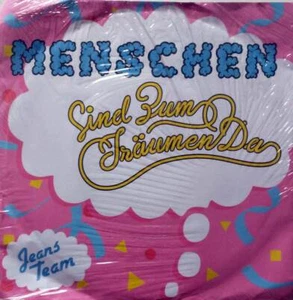 MENSCHEN
Sind Zum
Träumen Da
Jeans
Team